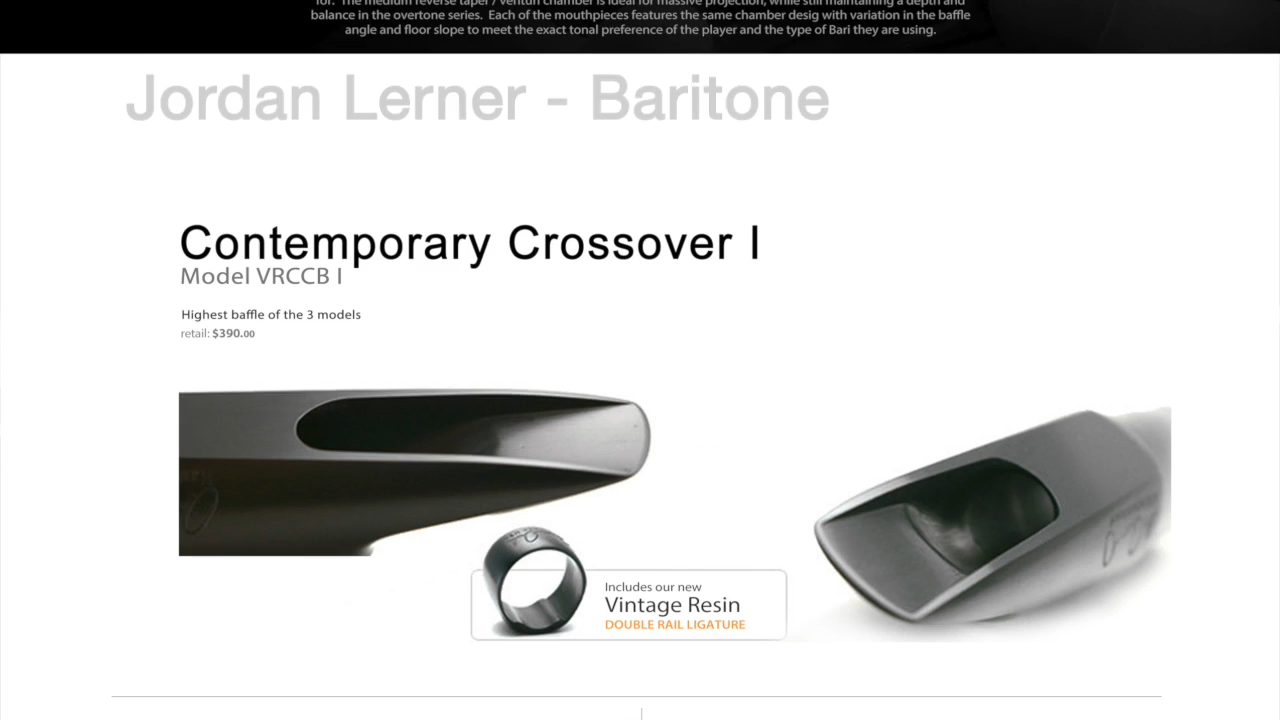 for. The medium reverse taper / venturi chamber is ideal for massive projection, while still maintaining a depth and
balance in the overtone series. Each of the mouthpieces features the same chamber desig with variation in the baffle
angle and floor slope to meet the exact tonal preference of the player and the type of Bari they are using.
Jordan Lerner - Baritone
Contemporary Crossover I
Model VRCCB I
Highest baffle of the 3 models
retail: $390.00
Includes our new
Vintage Resin
DOUBLE RAIL LIGATURE